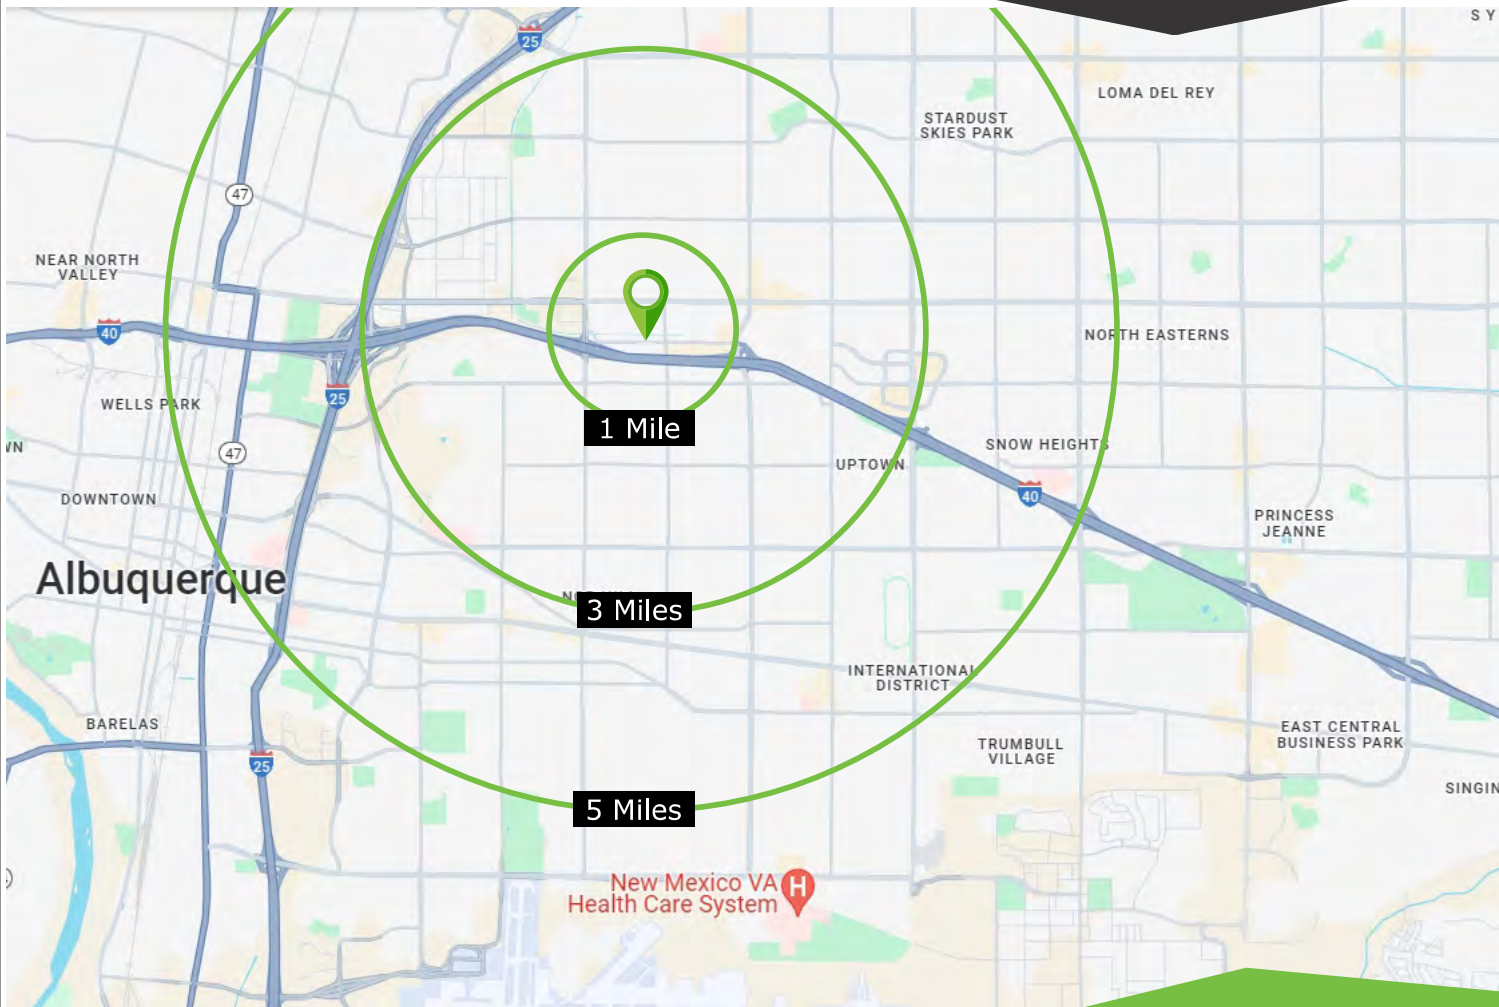 S Y
25
LOMA DEL REY
STARDUST
SKIES PARK
47
NEAR NORTH
VALLEY
40
NORTH EASTERNS
25
WELLS PARK
1 Mile
SNOW HEIGHTS
WN
47
UPTOWN
40
DOWNTOWN
PRINCESS
JEANNE
Albuquerque
3 Miles
INTERNATIONAL
DISTRICT
BARELAS
EAST CENTRAL
BUSINESS PARK
TRUMBULL
VILLAGE
25
SINGIN
5 Miles
New Mexico VA
Health Care System
H